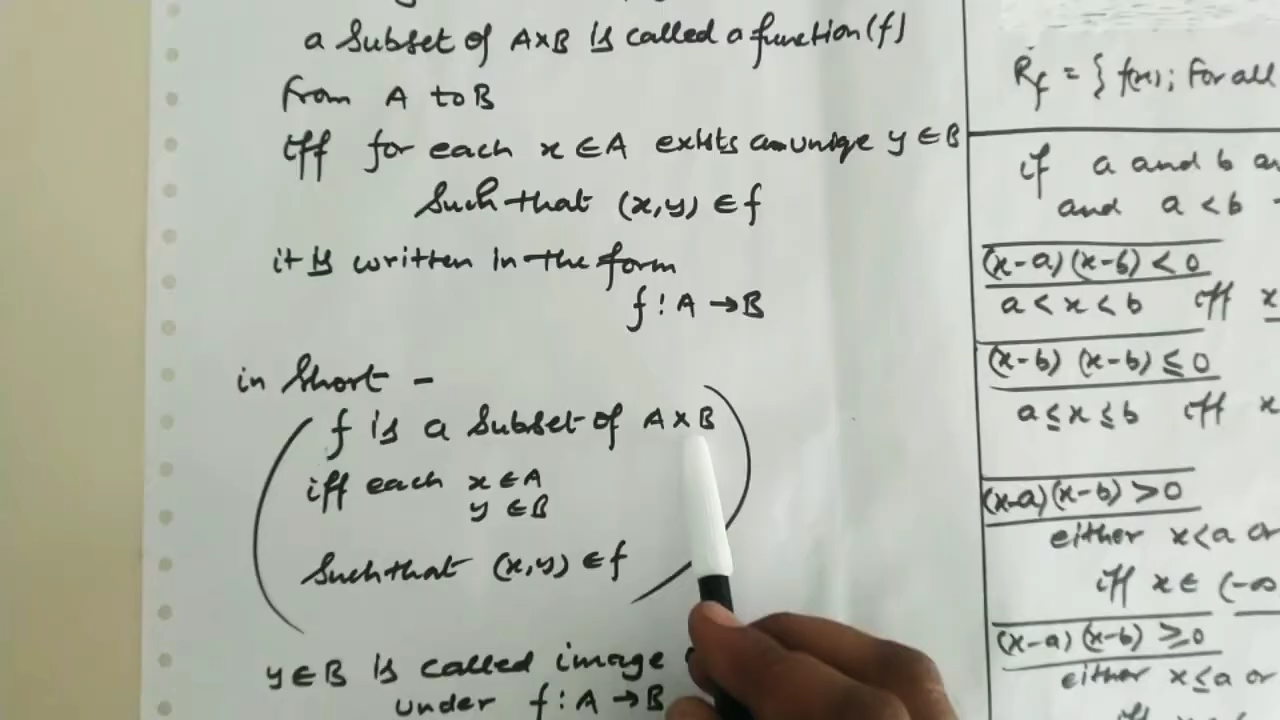 a subset of A×B is called a function (f)
from A to B
iff for each x ∈ A exists an unique y ∈ B
Such that (x,y) ∈ f
it is written in the form
f : A → B
in Short -
f is a subset of A×B
iff each x ∈ A
y ∈ B
Such that (x,y) ∈ f
y ∈ B is called image
under f : A → B
R_f = { f(x) ; For all
if a and b
and a < b
(x-a) (x-b) < 0
a < x < b iff x
(x-b) (x-b) ≤ 0
a ≤ x ≤ b iff x
(x-a) (x-b) > 0
either x<a or
iff x ∈ (-∞
(x-a) (x-b) ≥ 0
either x≤a or